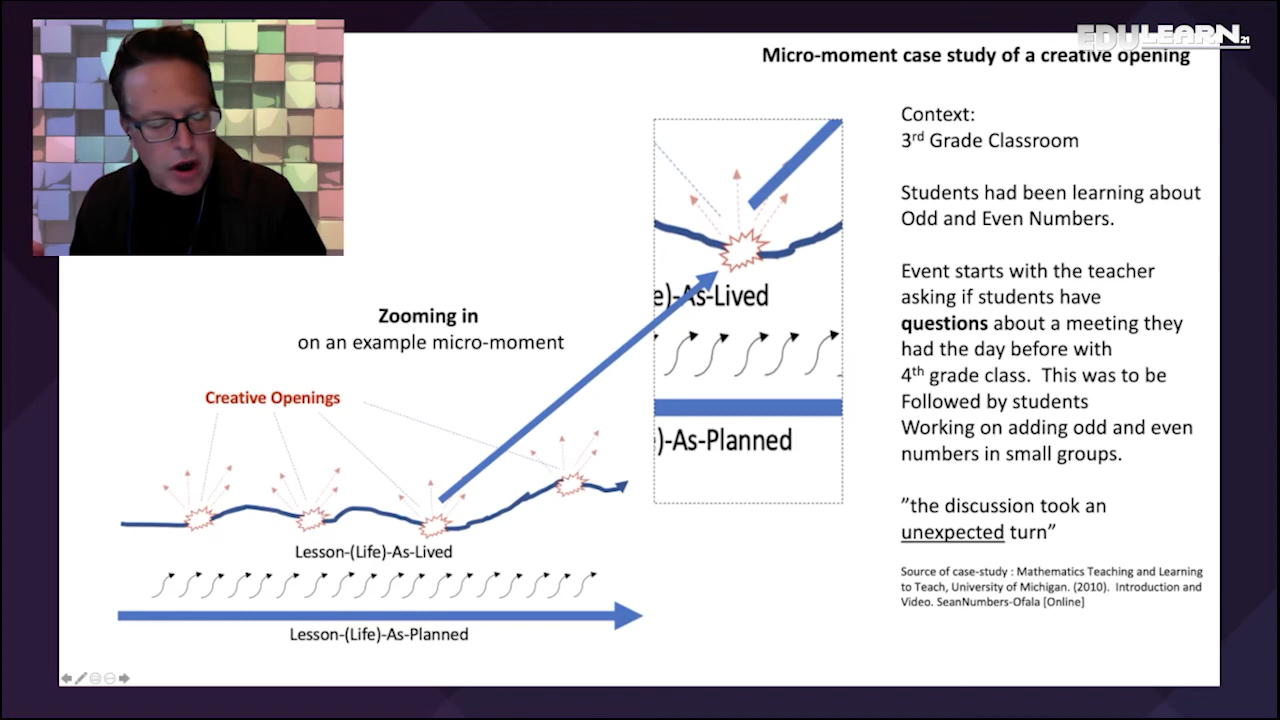 EDULEARN21
Micro-moment case study of a creative opening
Context:
3rd Grade Classroom
Students had been learning about
Odd and Even Numbers.
Event starts with the teacher
asking if students have
questions about a meeting they
had the day before with
4th grade class.  This was to be
Followed by students
Working on adding odd and even
numbers in small groups.
”the discussion took an
unexpected turn”
Source of case-study : Mathematics Teaching and Learning
to Teach, University of Michigan. (2010).  Introduction and
Video. SeanNumbers-Ofala [Online]
e)-As-Lived
)-As-Planned
Zooming in
on an example micro-moment
Creative Openings
Lesson-(Life)-As-Lived
Lesson-(Life)-As-Planned